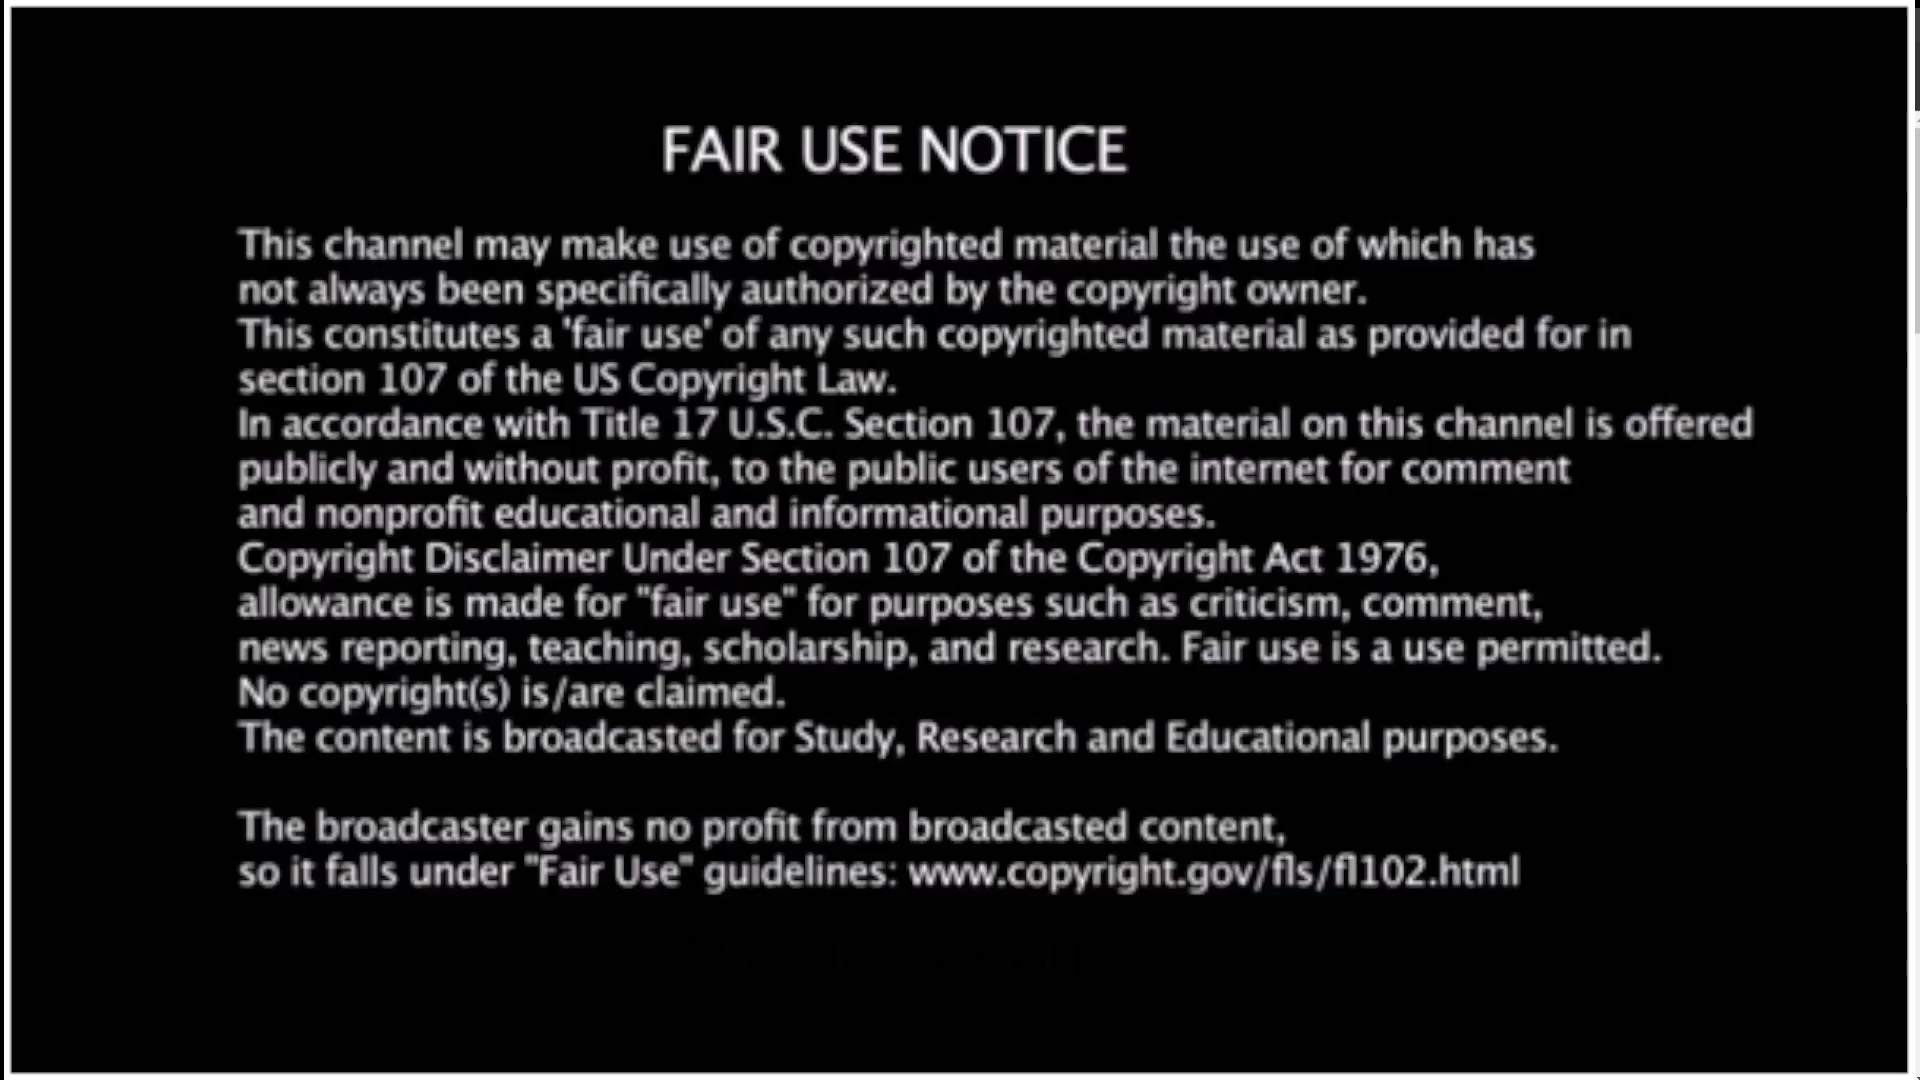 FAIR USE NOTICE
This channel may make use of copyrighted material the use of which has
not always been specifically authorized by the copyright owner.
This constitutes a 'fair use' of any such copyrighted material as provided for in
section 107 of the US Copyright Law.
In accordance with Title 17 U.S.C. Section 107, the material on this channel is offered
publicly and without profit, to the public users of the internet for comment
and nonprofit educational and informational purposes.
Copyright Disclaimer Under Section 107 of the Copyright Act 1976,
allowance is made for "fair use" for purposes such as criticism, comment,
news reporting, teaching, scholarship, and research. Fair use is a use permitted.
No copyright(s) is/are claimed.
The content is broadcasted for Study, Research and Educational purposes.
The broadcaster gains no profit from broadcasted content,
so it falls under "Fair Use" guidelines: www.copyright.gov/fls/fl102.html